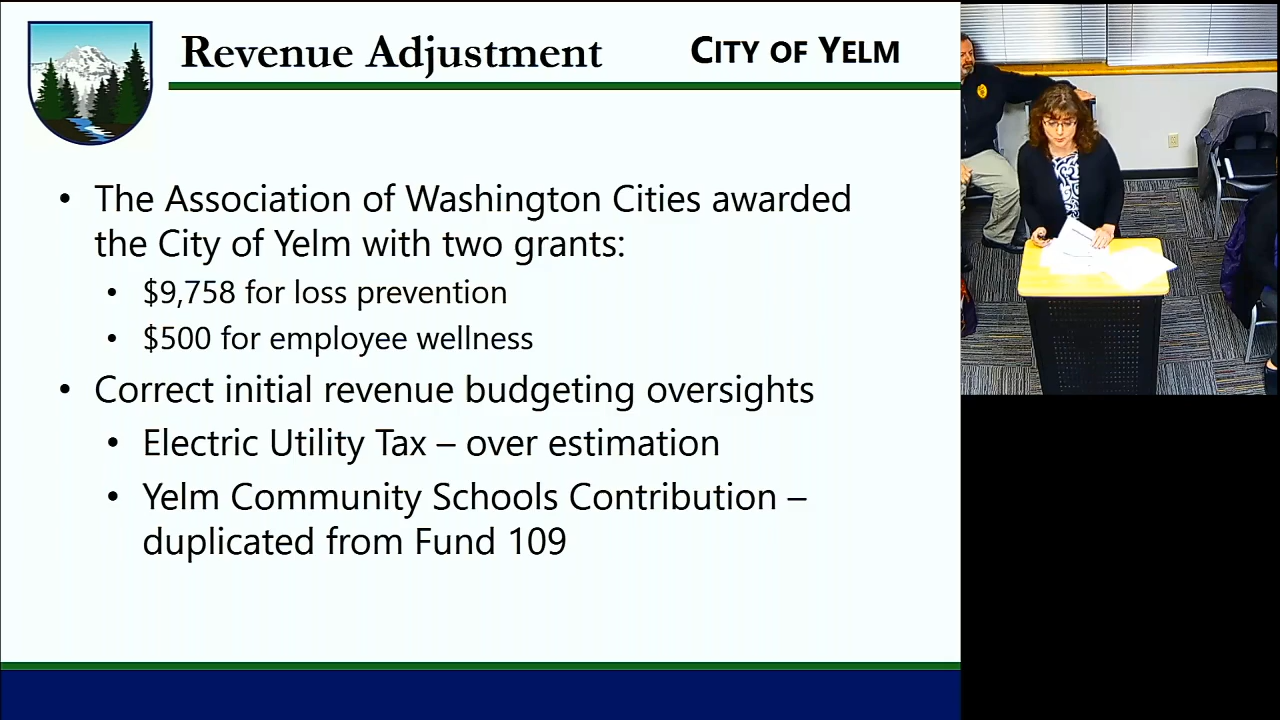 Revenue Adjustment CITY OF YELM
• The Association of Washington Cities awarded
the City of Yelm with two grants:
• $9,758 for loss prevention
• $500 for employee wellness
• Correct initial revenue budgeting oversights
• Electric Utility Tax – over estimation
• Yelm Community Schools Contribution –
duplicated from Fund 109